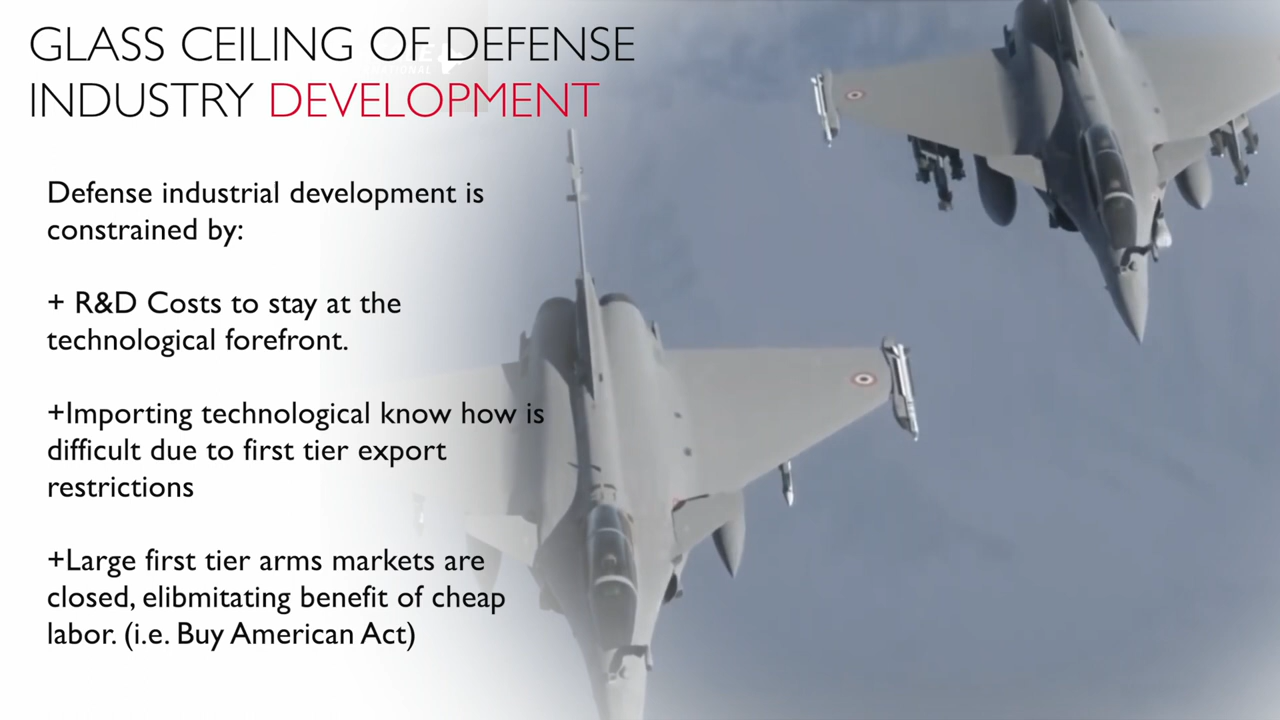 GLASS CEILING OF DEFENSE
INDUSTRY DEVELOPMENT
Defense industrial development is
constrained by:
+ R&D Costs to stay at the
technological forefront.
+Importing technological know how is
difficult due to first tier export
restrictions
+Large first tier arms markets are
closed, elibmitating benefit of cheap
labor. (i.e. Buy American Act)